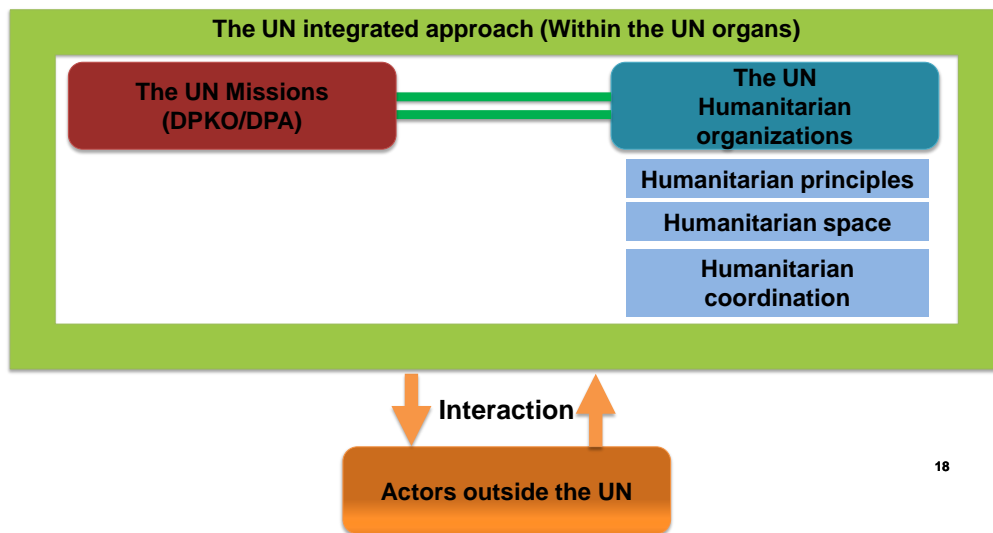 The UN integrated approach (Within the UN organs)
The UN Missions
(DPKO/DPA)
The UN
Humanitarian
organizations
Humanitarian principles
Humanitarian space
Humanitarian
coordination
Interaction
Actors outside the UN
18